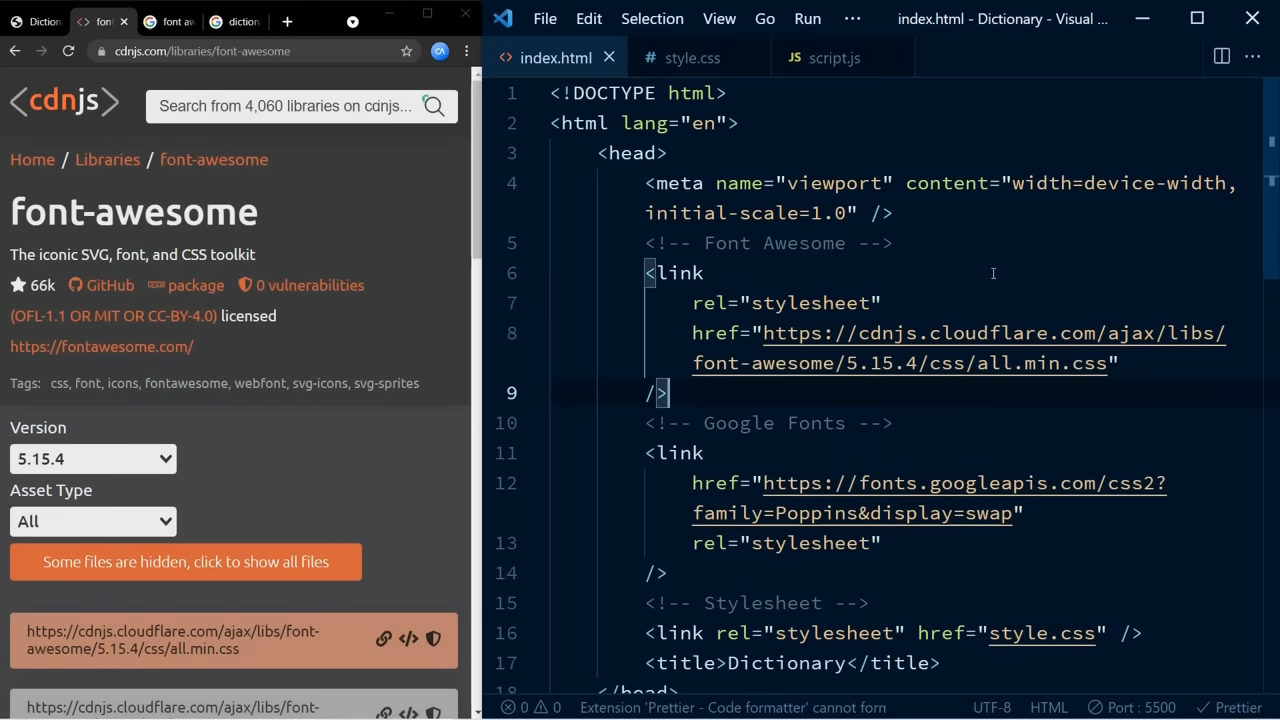 Diction
font
font aw
diction
cdnjs.com/libraries/font-awesome
CA
<cdnjs>
Search from 4,060 libraries on cdnjs...
Home / Libraries / font-awesome
font-awesome
The iconic SVG, font, and CSS toolkit
66k GitHub package 0 vulnerabilities
(OFL-1.1 OR MIT OR CC-BY-4.0) licensed
https://fontawesome.com/
Tags: css, font, icons, fontawesome, webfont, svg-icons, svg-sprites
Version
5.15.4
Asset Type
All
Some files are hidden, click to show all files
https://cdnjs.cloudflare.com/ajax/libs/font-
awesome/5.15.4/css/all.min.css
https://cdnjs.cloudflare.com/ajax/libs/font-
File Edit Selection View Go Run ... index.html - Dictionary - Visual ...
<> index.html # style.css JS script.js
1 <!DOCTYPE html>
2 <html lang="en">
3 <head>
4 <meta name="viewport" content="width=device-width,
initial-scale=1.0" />
5 <!-- Font Awesome -->
6 <link
7 rel="stylesheet"
8 href="https://cdnjs.cloudflare.com/ajax/libs/
font-awesome/5.15.4/css/all.min.css"
9 />
10 <!-- Google Fonts -->
11 <link
12 href="https://fonts.googleapis.com/css2?
family=Poppins&display=swap"
13 rel="stylesheet"
14 />
15 <!-- Stylesheet -->
16 <link rel="stylesheet" href="style.css" />
17 <title>Dictionary</title>
18 </head>
0 0 Extension 'Prettier - Code formatter' cannot forn UTF-8 HTML Port : 5500 Prettier